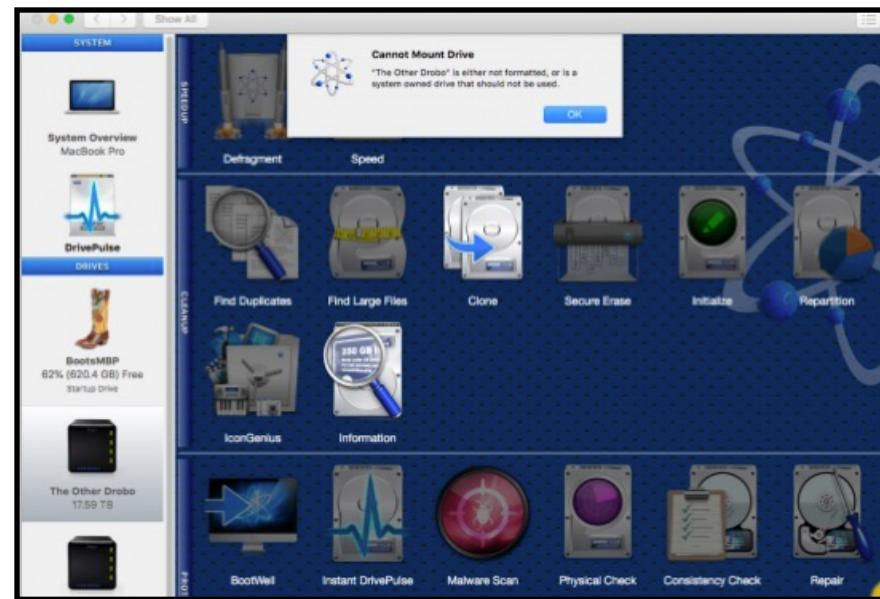 Show All
SYSTEM
System Overview
MacBook Pro
DrivePulse
DRIVES
BootsMBP
62% (620.4 GB) Free
Startup Drive
The Other Drobo
17.59 TB
Cannot Mount Drive
"The Other Drobo" is either not formatted, or is a
system owned drive that should not be used.
OK
SPEEDUP
Defragment
Speed
CLEANUP
Find Duplicates
Find Large Files
Clone
Secure Erase
Initialize
Repartition
250 GB
IconGenius
Information
BootWell
Instant DrivePulse
Malware Scan
Physical Check
Consistency Check
Repair